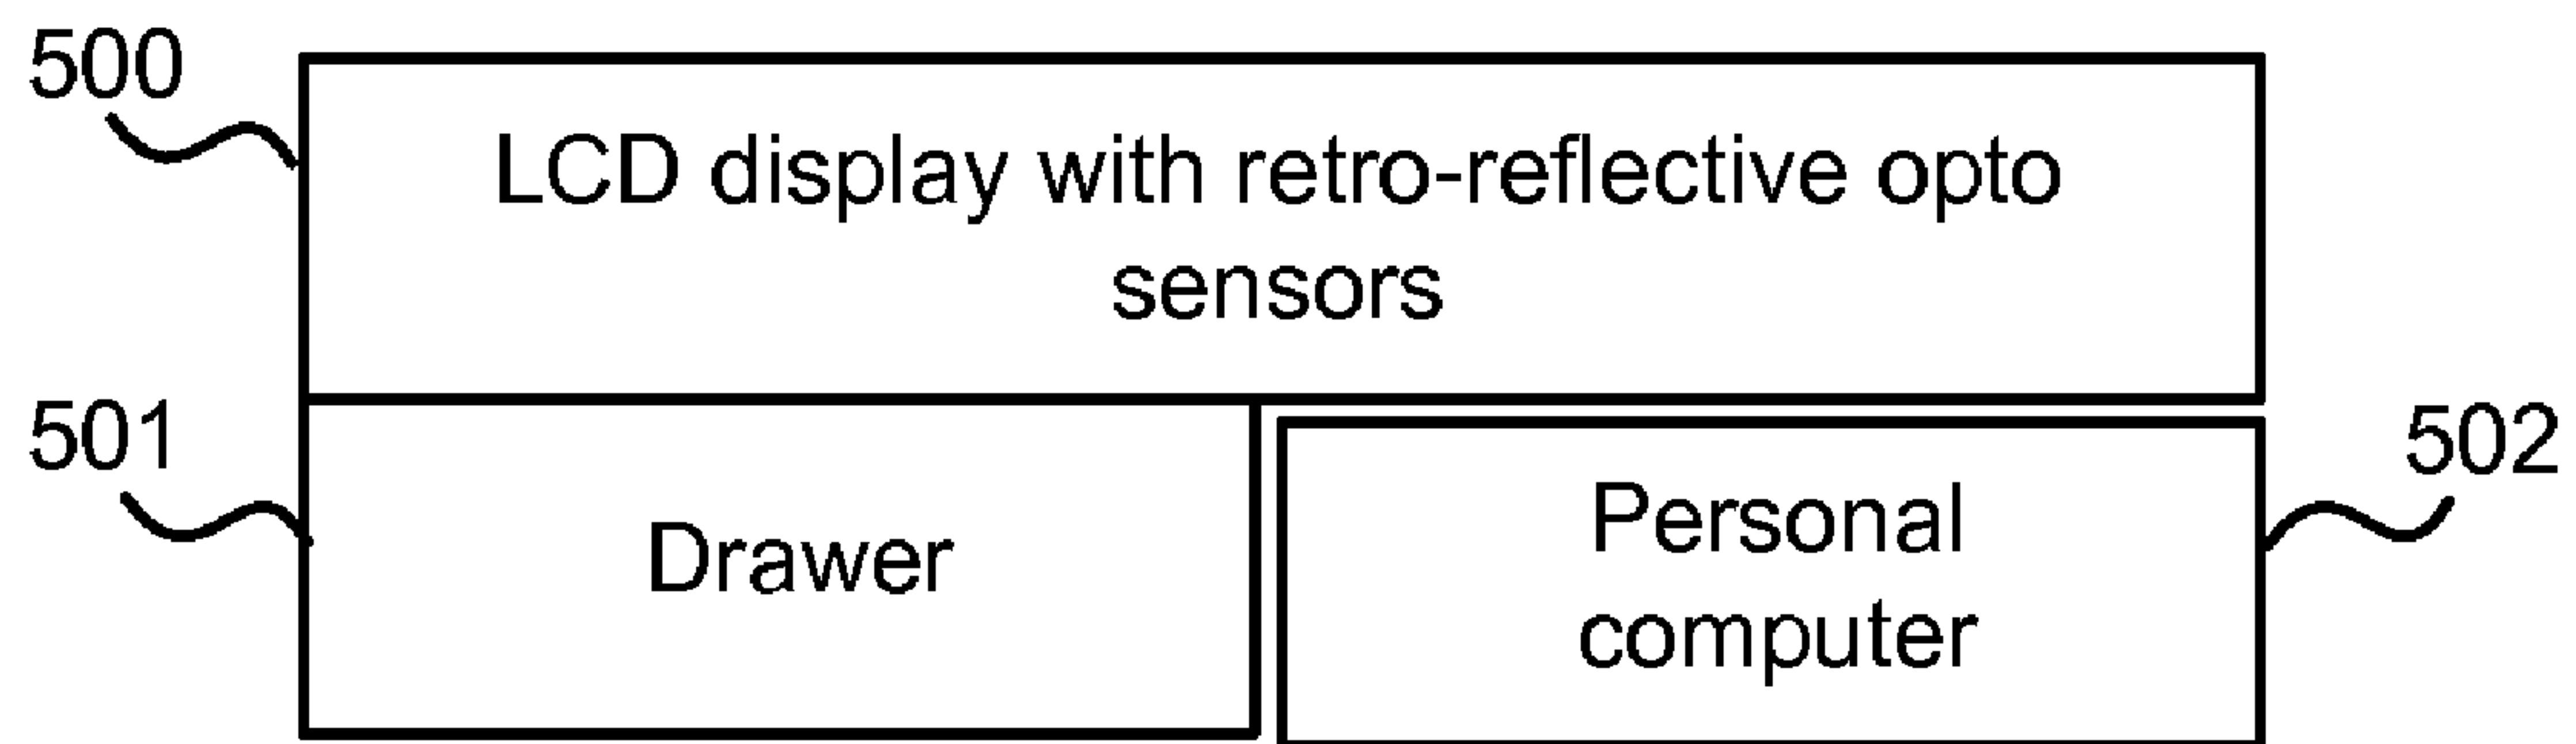 500
LCD display with retro-reflective opto
sensors
501
Drawer
Personal
computer
502